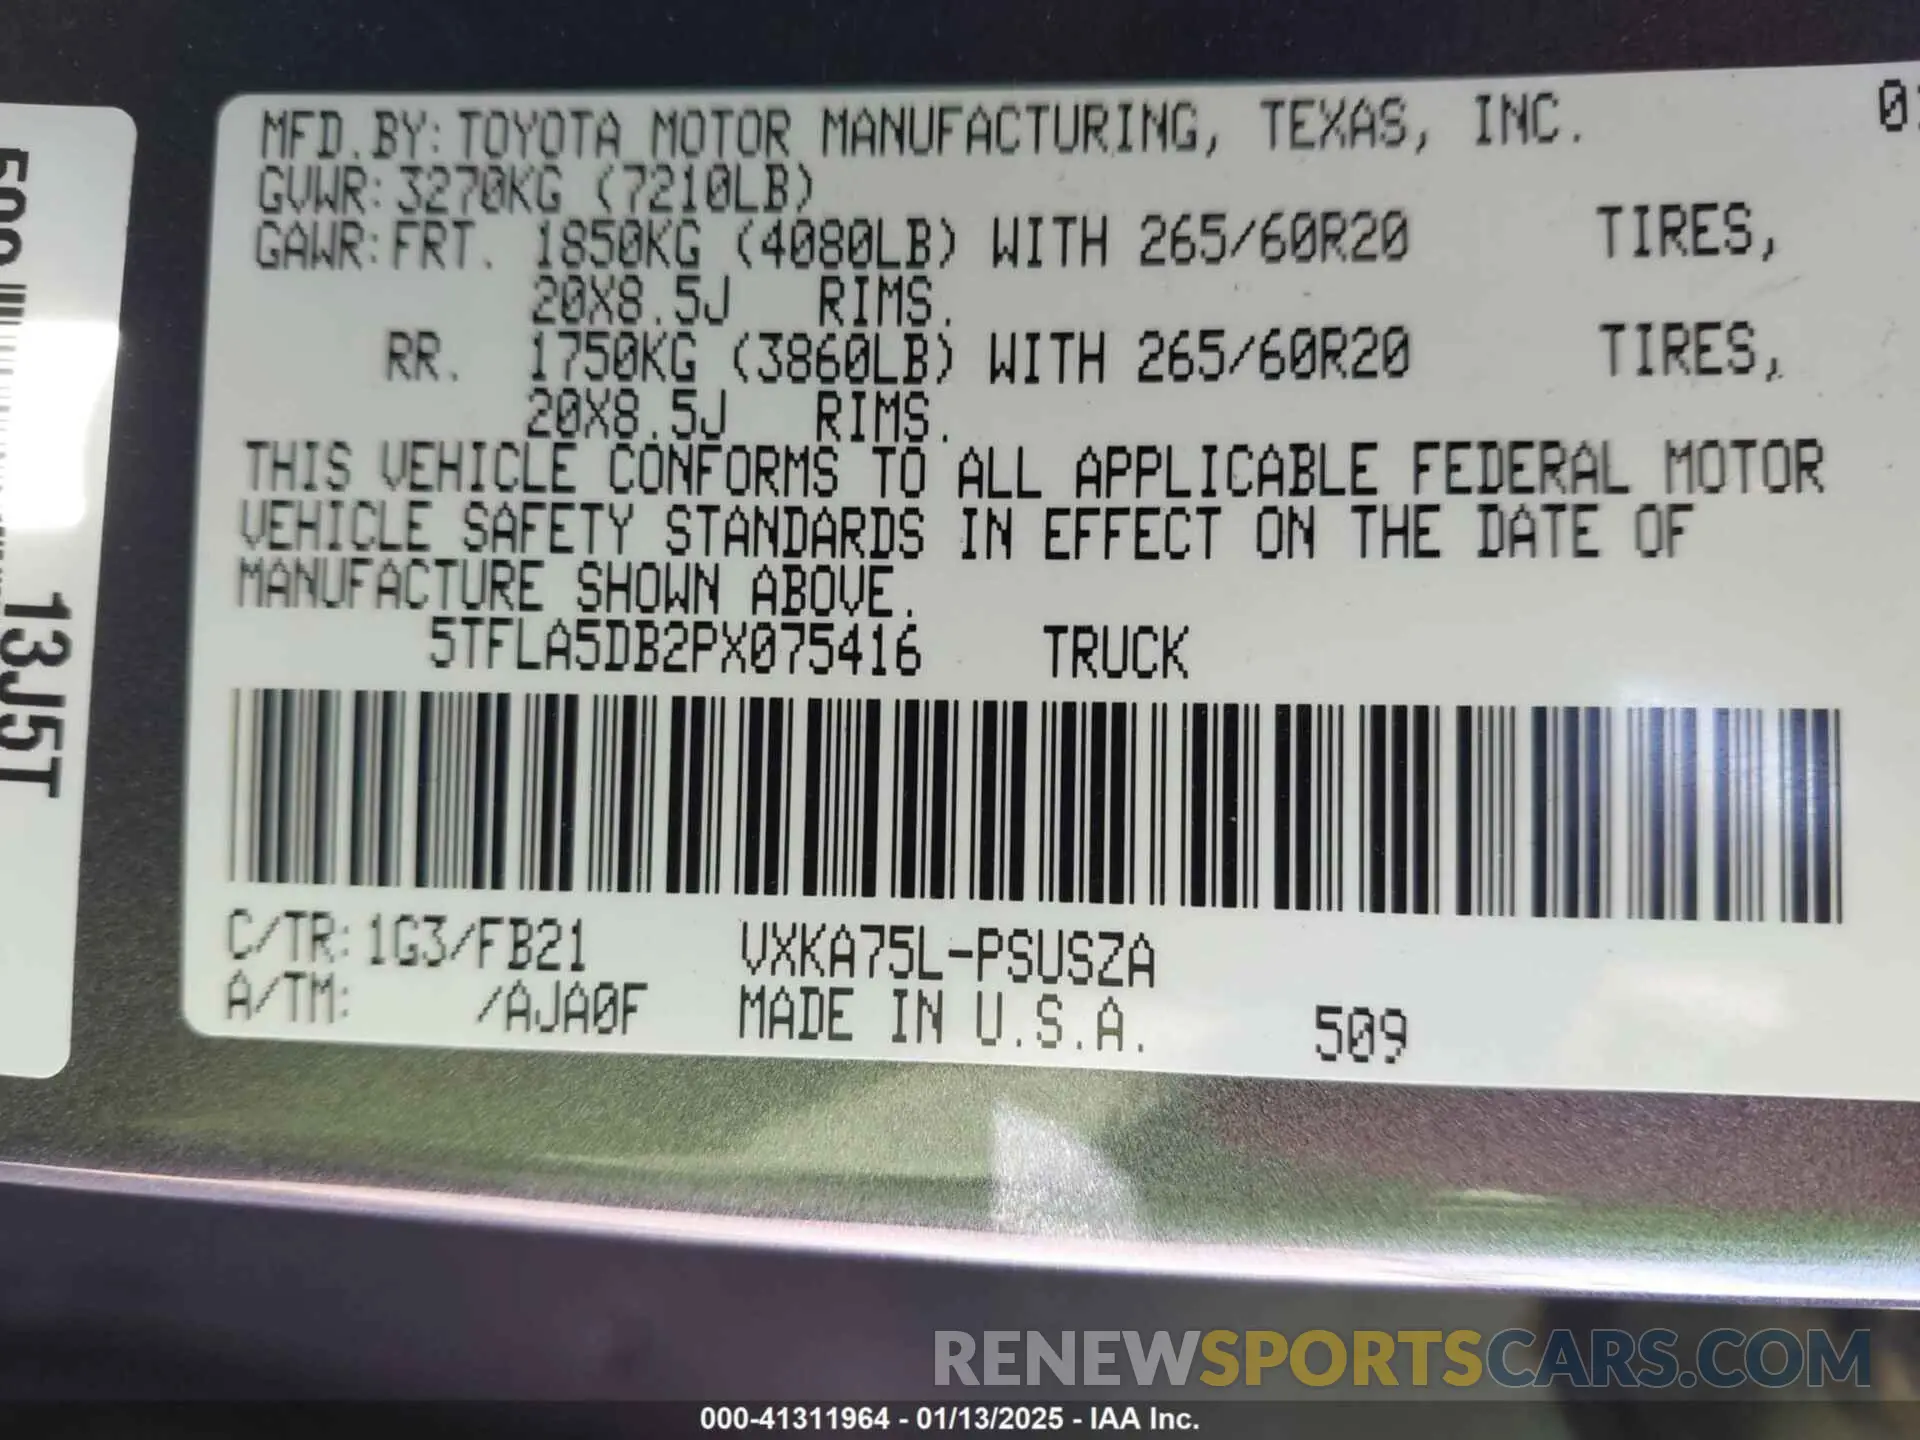 MFD.BY:TOYOTA MOTOR MANUFACTURING, TEXAS, INC.
GVWR:3270KG (7210LB)
GAWR:FRT. 1850KG (4080LB) WITH 265/60R20 TIRES,
20X8.5J RIMS.
RR. 1750KG (3860LB) WITH 265/60R20 TIRES,
20X8.5J RIMS.
THIS VEHICLE CONFORMS TO ALL APPLICABLE FEDERAL MOTOR
VEHICLE SAFETY STANDARDS IN EFFECT ON THE DATE OF
MANUFACTURE SHOWN ABOVE.
5TFLA5DB2PX075416 TRUCK
C/TR:1G3/FB21 VXKA75L-PSUSZA
A/TM: /AJA0F MADE IN U.S.A. 509
13J5T
RENEWSPORTSCARS.COM
000-41311964 - 01/13/2025 - IAA Inc.